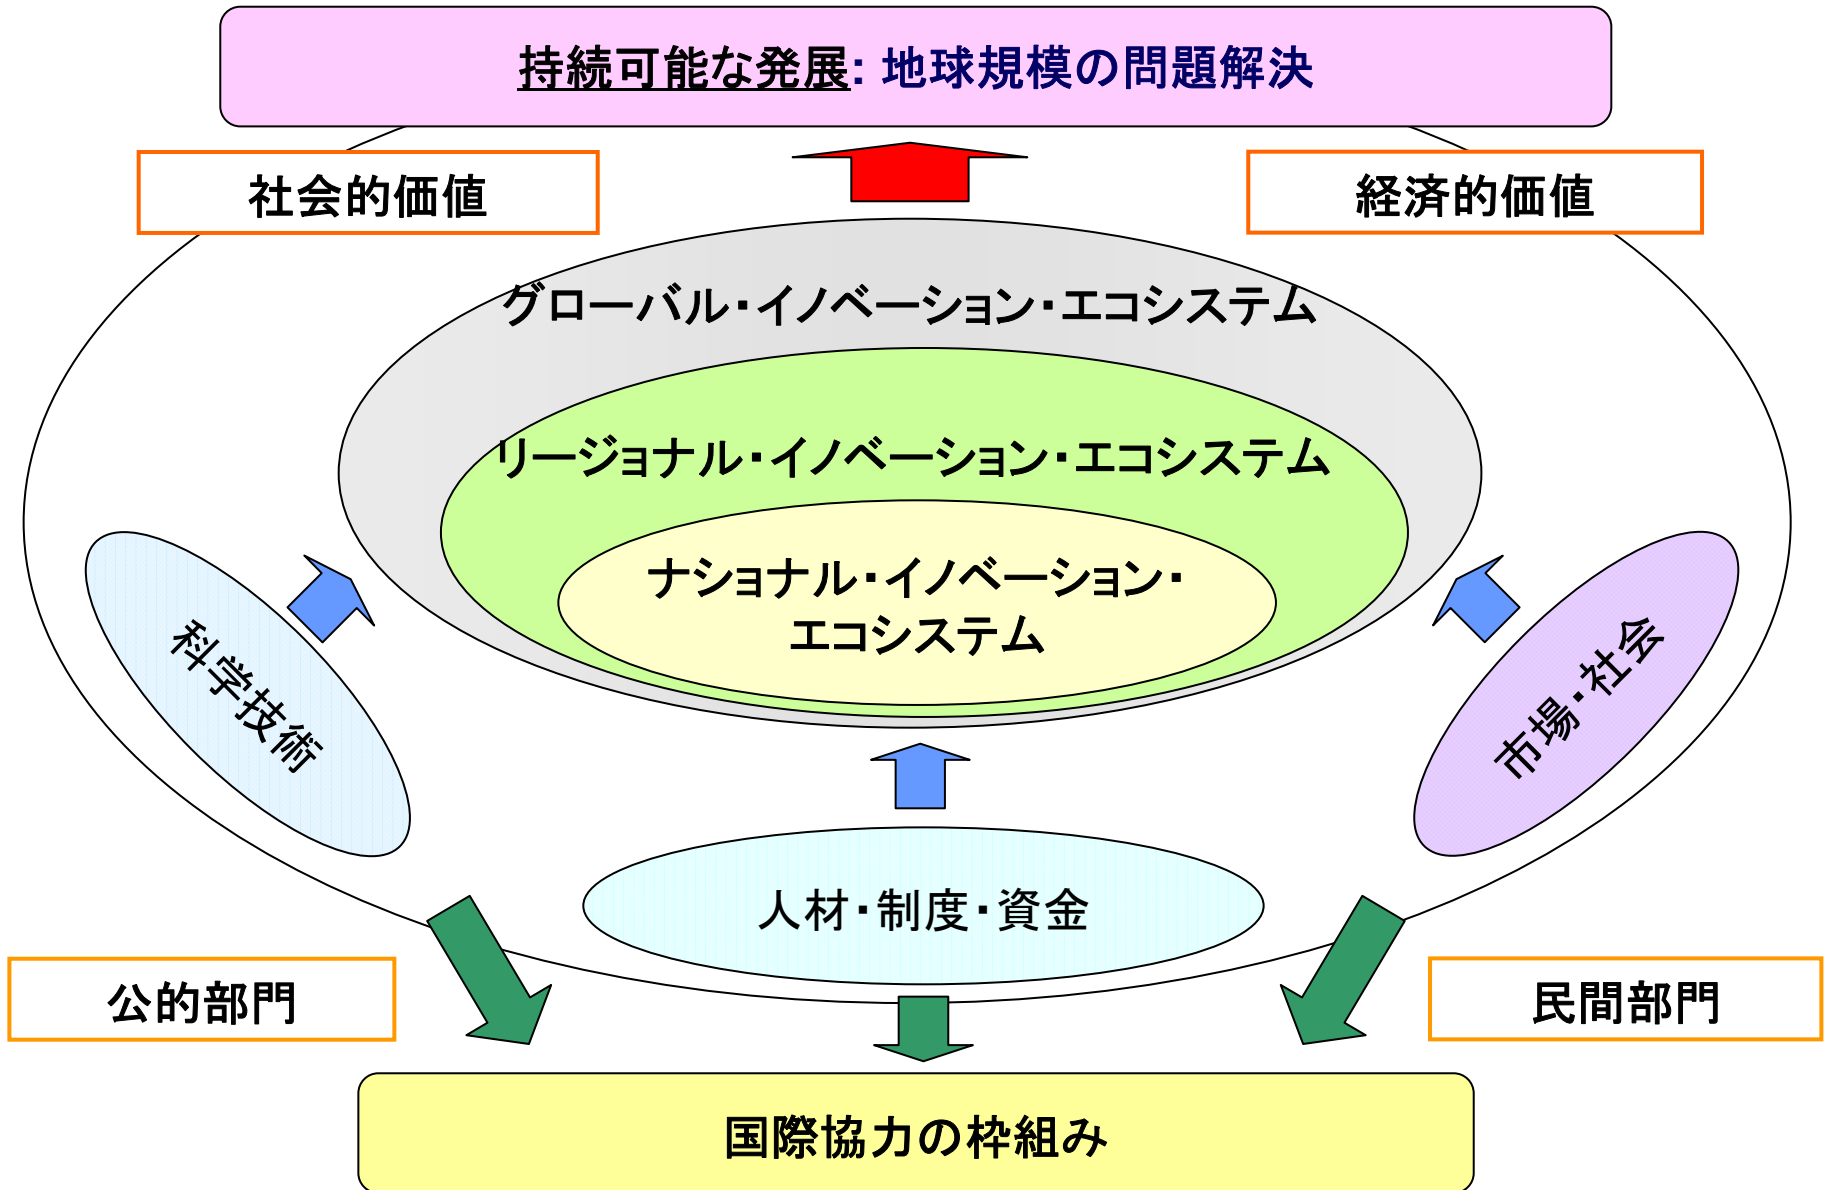 持続可能な発展: 地球規模の問題解決
社会的価値
経済的価値
グローバル・イノベーション・エコシステム
リージョナル・イノベーション・エコシステム
ナショナル・イノベーション・
エコシステム
科学技術
市場・社会
人材・制度・資金
公的部門
民間部門
国際協力の枠組み